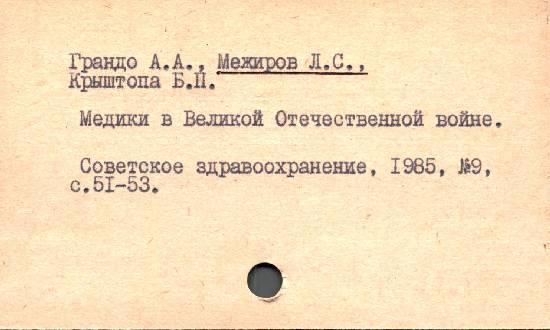 Грандо А.А., Межиров Л.С.,
Крыштопа Б.П.
Медики в Великой Отечественной войне.
Советское здравоохранение, I985, №9,
с.5I-53.